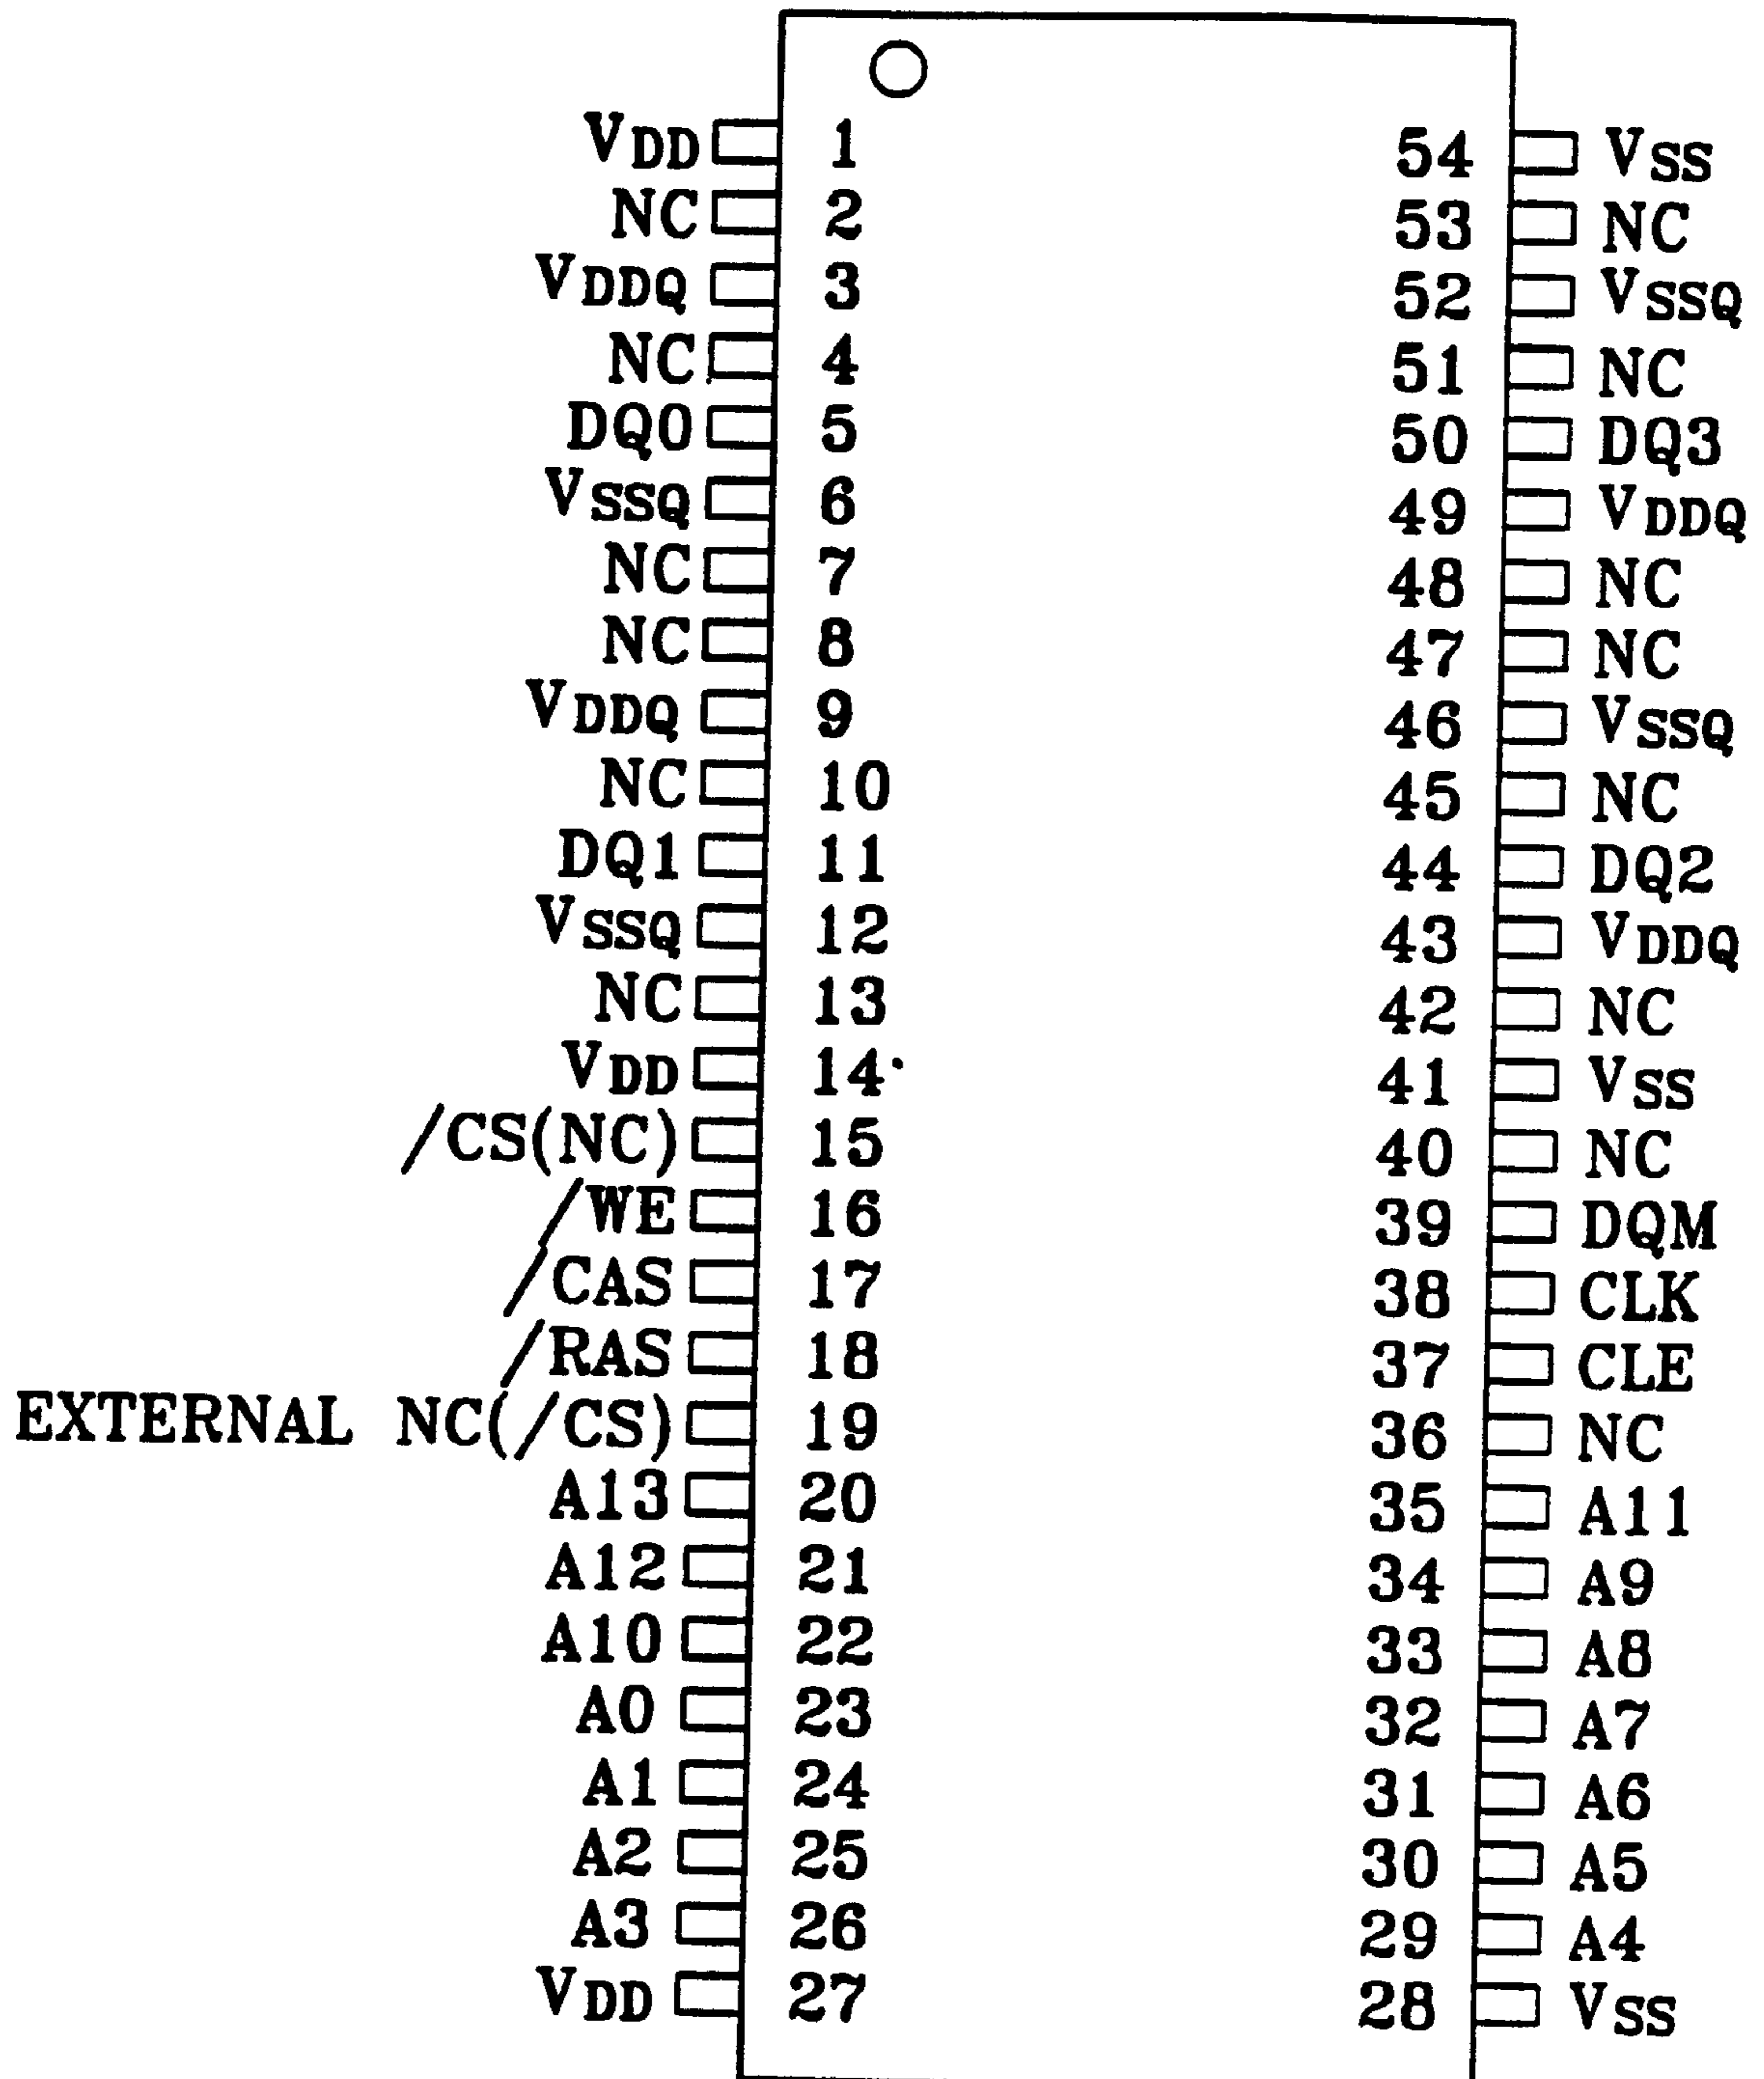 VDD 1 54 VSS
NC 2 53 NC
VDDQ 3 52 VSSQ
NC 4 51 NC
DQ0 5 50 DQ3
VSSQ 6 49 VDDQ
NC 7 48 NC
NC 8 47 NC
VDDQ 9 46 VSSQ
NC 10 45 NC
DQ1 11 44 DQ2
VSSQ 12 43 VDDQ
NC 13 42 NC
VDD 14 41 VSS
/CS(NC) 15 40 NC
/WE 16 39 DQM
/CAS 17 38 CLK
/RAS 18 37 CLE
EXTERNAL NC(/CS) 19 36 NC
A13 20 35 A11
A12 21 34 A9
A10 22 33 A8
A0 23 32 A7
A1 24 31 A6
A2 25 30 A5
A3 26 29 A4
VDD 27 28 VSS